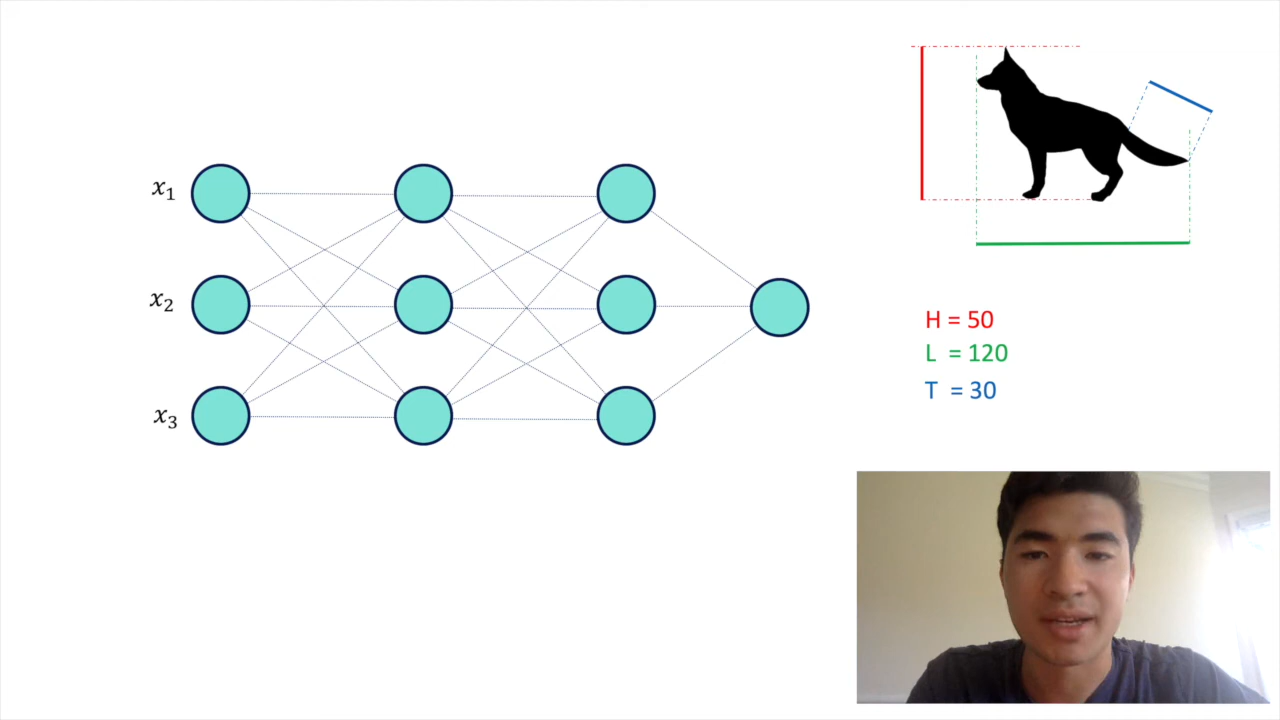 x₁
x₂
x₃
H = 50
L = 120
T = 30